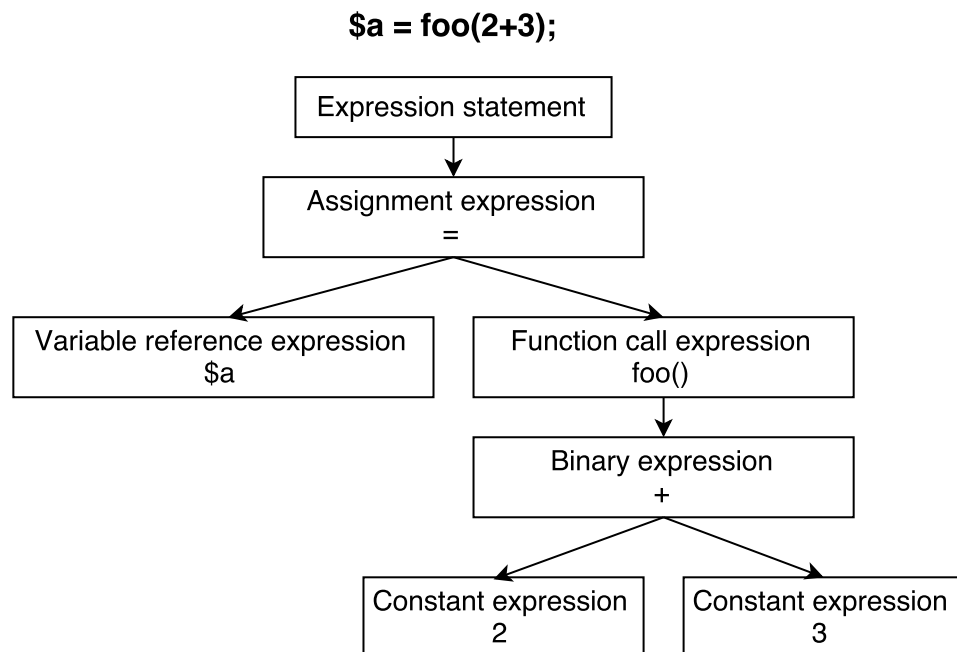 $a = foo(2+3);
Expression statement
Assignment expression
=
Variable reference expression
$a
Function call expression
foo()
Binary expression
+
Constant expression
2
Constant expression
3